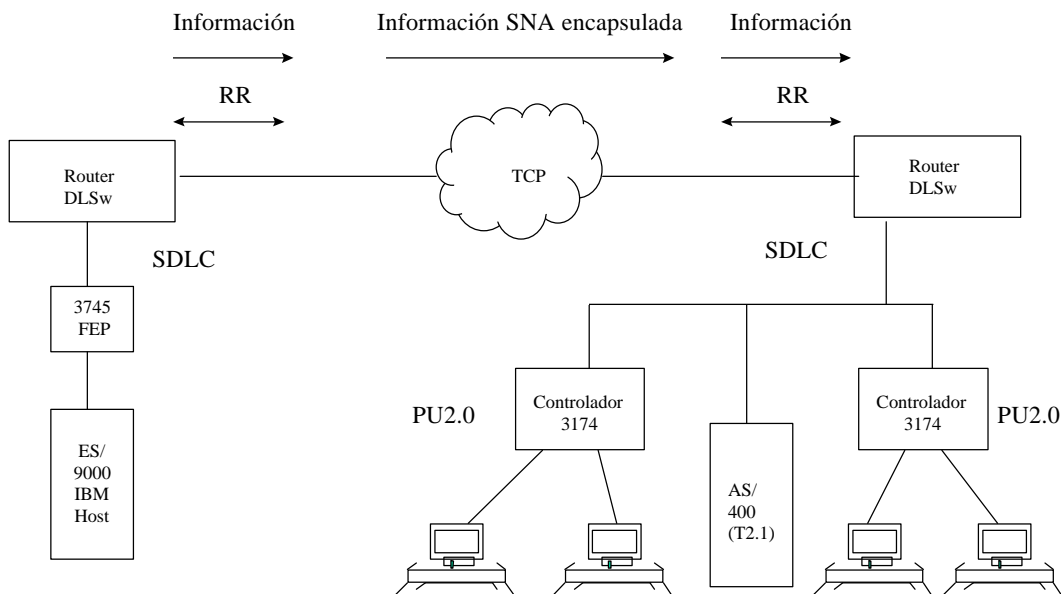 Información
Información SNA encapsulada
Información
RR
RR
Router
DLSw
TCP
Router
DLSw
SDLC
SDLC
3745
FEP
PU2.0
Controlador
3174
Controlador
3174
PU2.0
ES/
9000
IBM
Host
AS/
400
(T2.1)